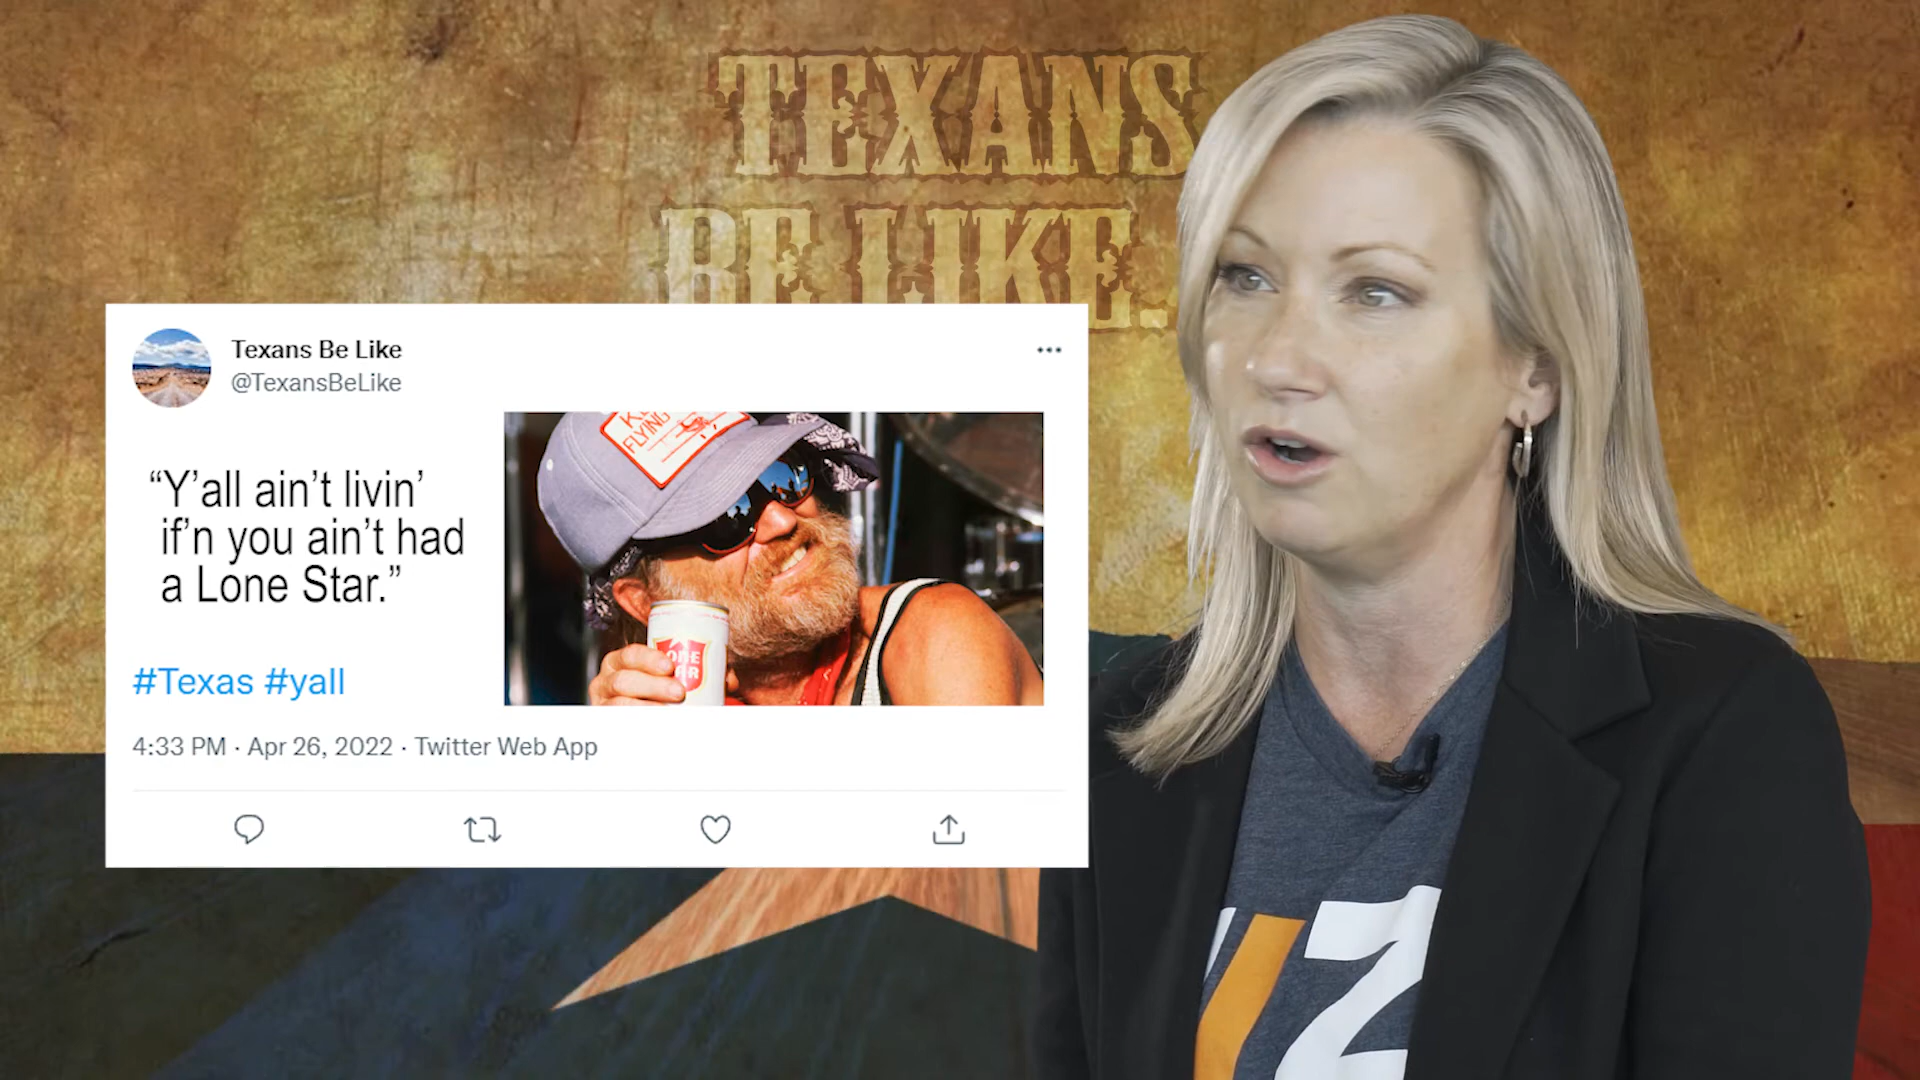 TEXANS
BE LIKE.
Texans Be Like
@TexansBeLike
“Y’all ain’t livin’
if’n you ain’t had
a Lone Star.”
#Texas #yall
4:33 PM · Apr 26, 2022 · Twitter Web App
FLYING